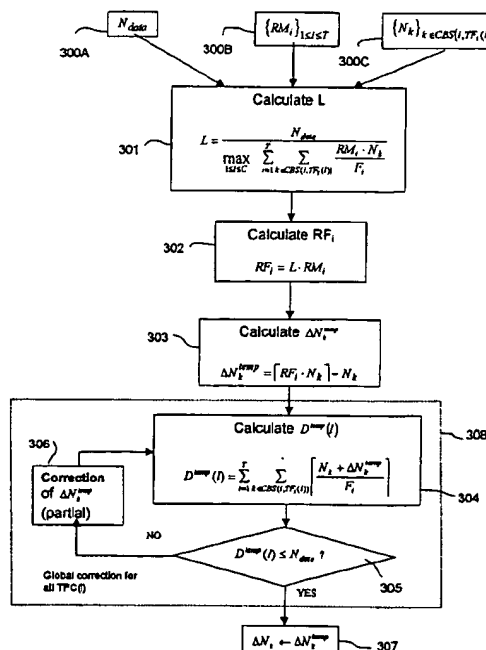 N_data
{RM_i}_{1≤i≤T}
{N_k}_{k∈CBS(i,TF_i(
300A
300B
300C
Calculate L
301
L = N_data / max_{1≤l≤C} Σ_{i=1}^{T} Σ_{k∈CBS(i,TF_i(l))} RM_i · N_k / F_i
Calculate RF_i
302
RF_i = L · RM_i
Calculate ΔN_k^temp
303
ΔN_k^temp = ⌈RF_i · N_k⌉ − N_k
306
Calculate D^temp(l)
308
Correction
of ΔN_k^temp
(partial)
D^temp(l) = Σ_{i=1}^{T} Σ_{k∈CBS(i,TF_i(l))} ⌈(N_k + ΔN_k^temp) / F_i⌉
304
NO
D^temp(l) ≤ N_data ?
Global correction for
all TFC(l)
305
YES
ΔN_k ← ΔN_k^temp
307